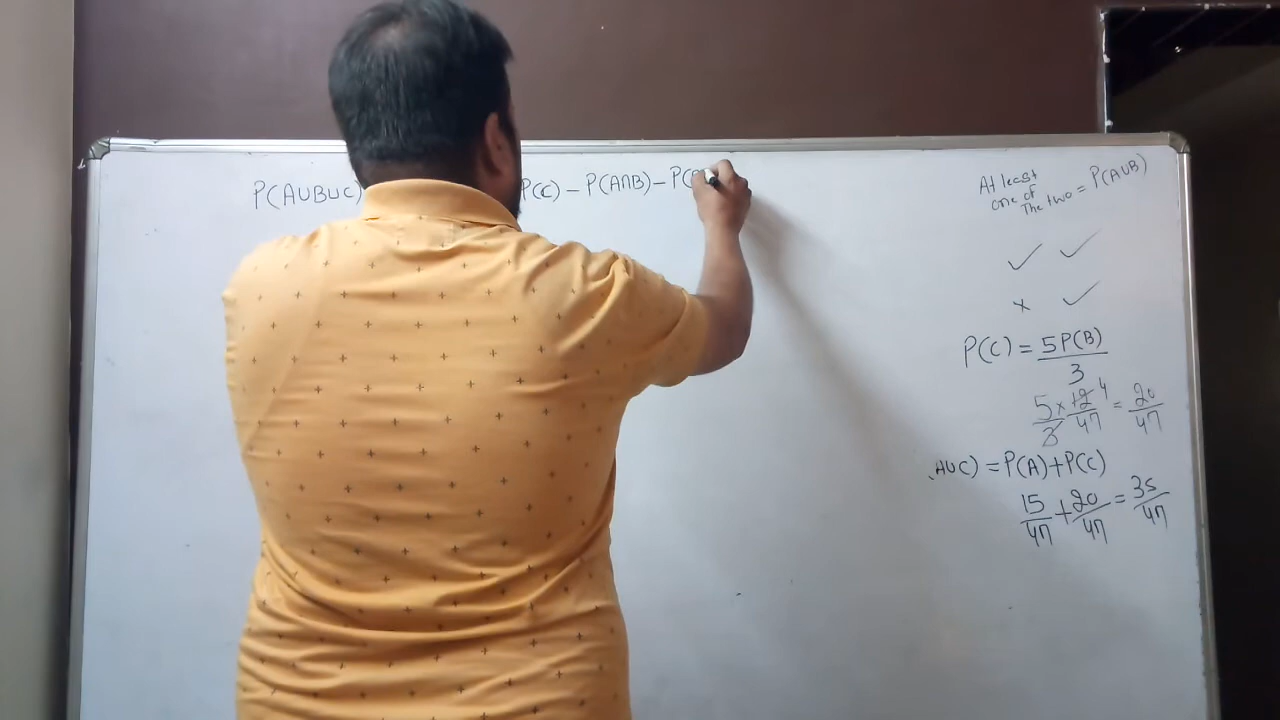 P(AUBUC) P(C) – P(A∩B) – P(
At least
one of
The two = P(AUB)
✓ ✓
× ✓
P(C) = 5P(B)/3
5/3 × 12/47 4 = 20/47
AUC) = P(A)+P(C)
15/47 + 20/47 = 35/47